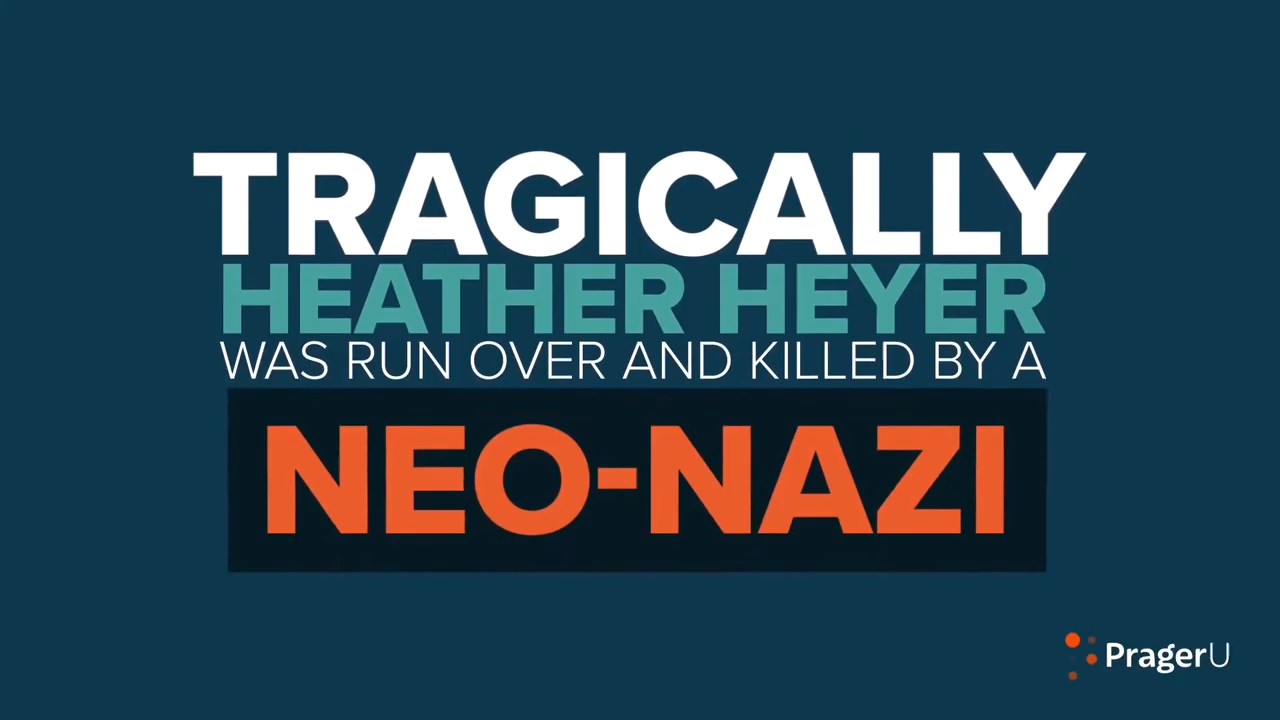 TRAGICALLY
HEATHER HEYER
WAS RUN OVER AND KILLED BY A
NEO-NAZI
PragerU